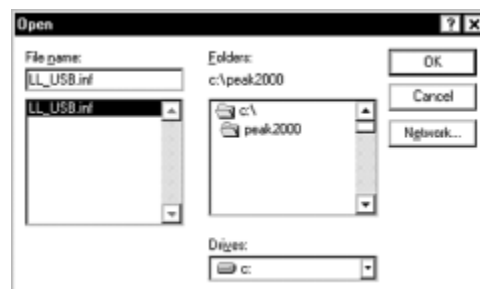 Open
File name:
LL_USB.inf
LL_USB.inf
Folders:
c:\peak2000
c:\
peak2000
Drives:
c:
OK
Cancel
Network...